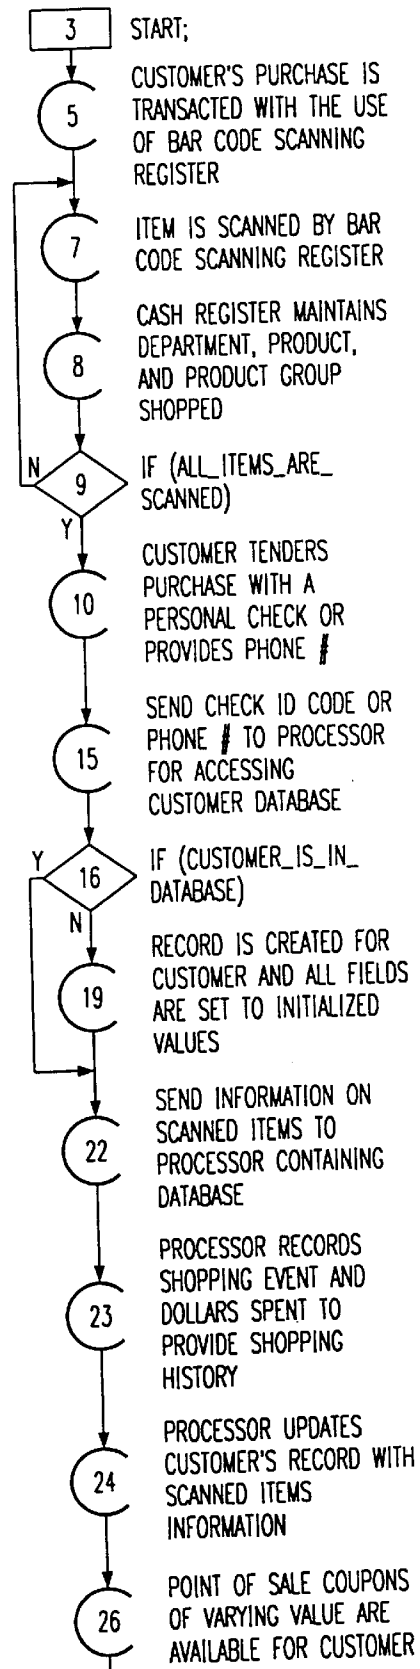 3 START;
CUSTOMER'S PURCHASE IS
TRANSACTED WITH THE USE
5
OF BAR CODE SCANNING
REGISTER
ITEM IS SCANNED BY BAR
7
CODE SCANNING REGISTER
CASH REGISTER MAINTAINS
DEPARTMENT, PRODUCT,
8
AND PRODUCT GROUP
SHOPPED
N
9
IF (ALL_ITEMS_ARE_
SCANNED)
Y
CUSTOMER TENDERS
PURCHASE WITH A
10
PERSONAL CHECK OR
PROVIDES PHONE #
SEND CHECK ID CODE OR
PHONE # TO PROCESSOR
15
FOR ACCESSING
CUSTOMER DATABASE
Y
16
IF (CUSTOMER_IS_IN_
DATABASE)
N
RECORD IS CREATED FOR
CUSTOMER AND ALL FIELDS
19
ARE SET TO INITIALIZED
VALUES
SEND INFORMATION ON
SCANNED ITEMS TO
22
PROCESSOR CONTAINING
DATABASE
PROCESSOR RECORDS
SHOPPING EVENT AND
23
DOLLARS SPENT TO
PROVIDE SHOPPING
HISTORY
PROCESSOR UPDATES
CUSTOMER'S RECORD WITH
24
SCANNED ITEMS
INFORMATION
POINT OF SALE COUPONS
26
OF VARYING VALUE ARE
AVAILABLE FOR CUSTOMER